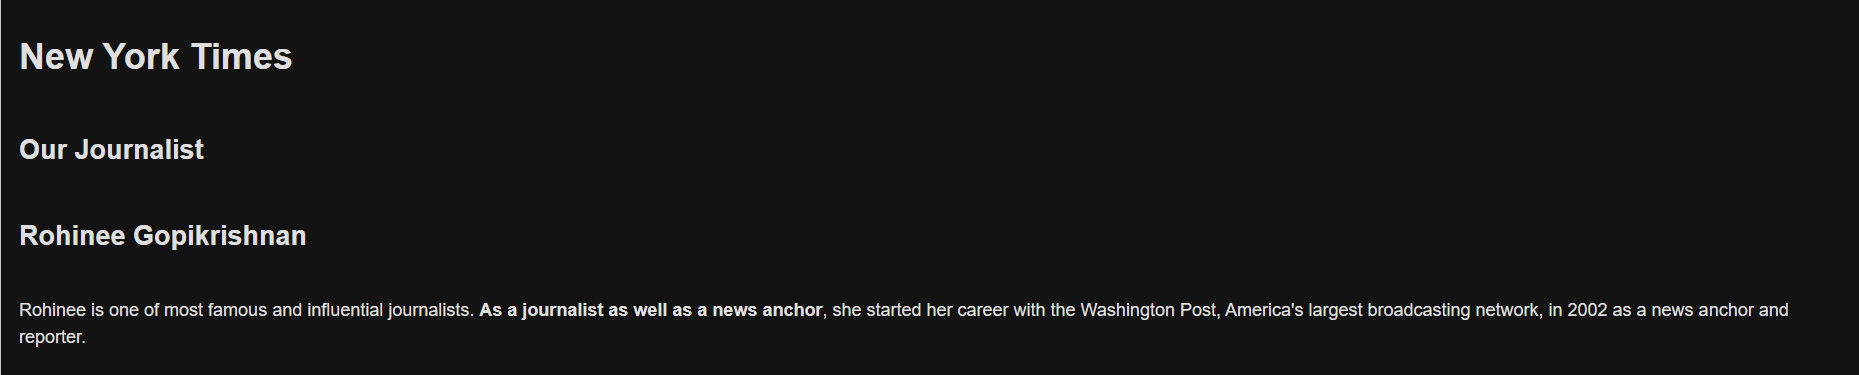 New York Times
Our Journalist
Rohinee Gopikrishnan
Rohinee is one of most famous and influential journalists. As a journalist as well as a news anchor, she started her career with the Washington Post, America's largest broadcasting network, in 2002 as a news anchor and
reporter.